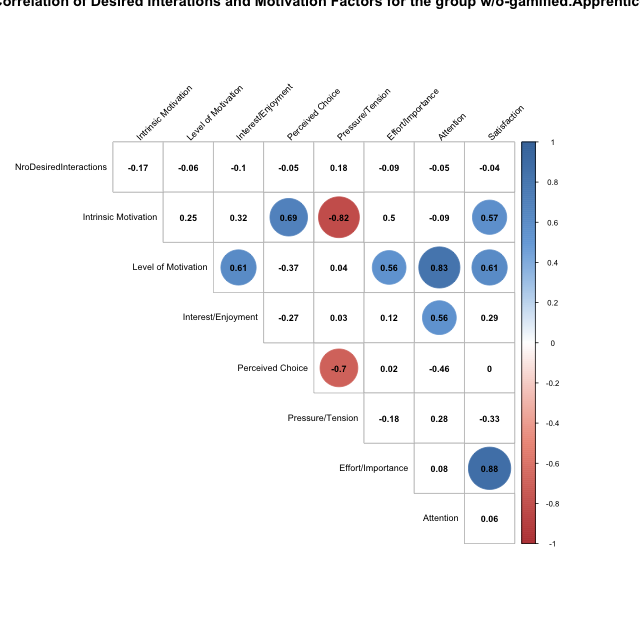 Correlation of Desired Interations and Motivation Factors for the group w/o-gamified.Apprentic
Intrinsic Motivation
Level of Motivation
Interest/Enjoyment
Perceived Choice
Pressure/Tension
Effort/Importance
Attention
Satisfaction
NroDesiredInteractions -0.17 -0.06 -0.1 -0.05 0.18 -0.09 -0.05 -0.04
Intrinsic Motivation 0.25 0.32 0.69 -0.82 0.5 -0.09 0.57
Level of Motivation 0.61 -0.37 0.04 0.56 0.83 0.61
Interest/Enjoyment -0.27 0.03 0.12 0.56 0.29
Perceived Choice -0.7 0.02 -0.46 0
Pressure/Tension -0.18 0.28 -0.33
Effort/Importance 0.08 0.88
Attention 0.06
1
0.8
0.6
0.4
0.2
0
-0.2
-0.4
-0.6
-0.8
-1